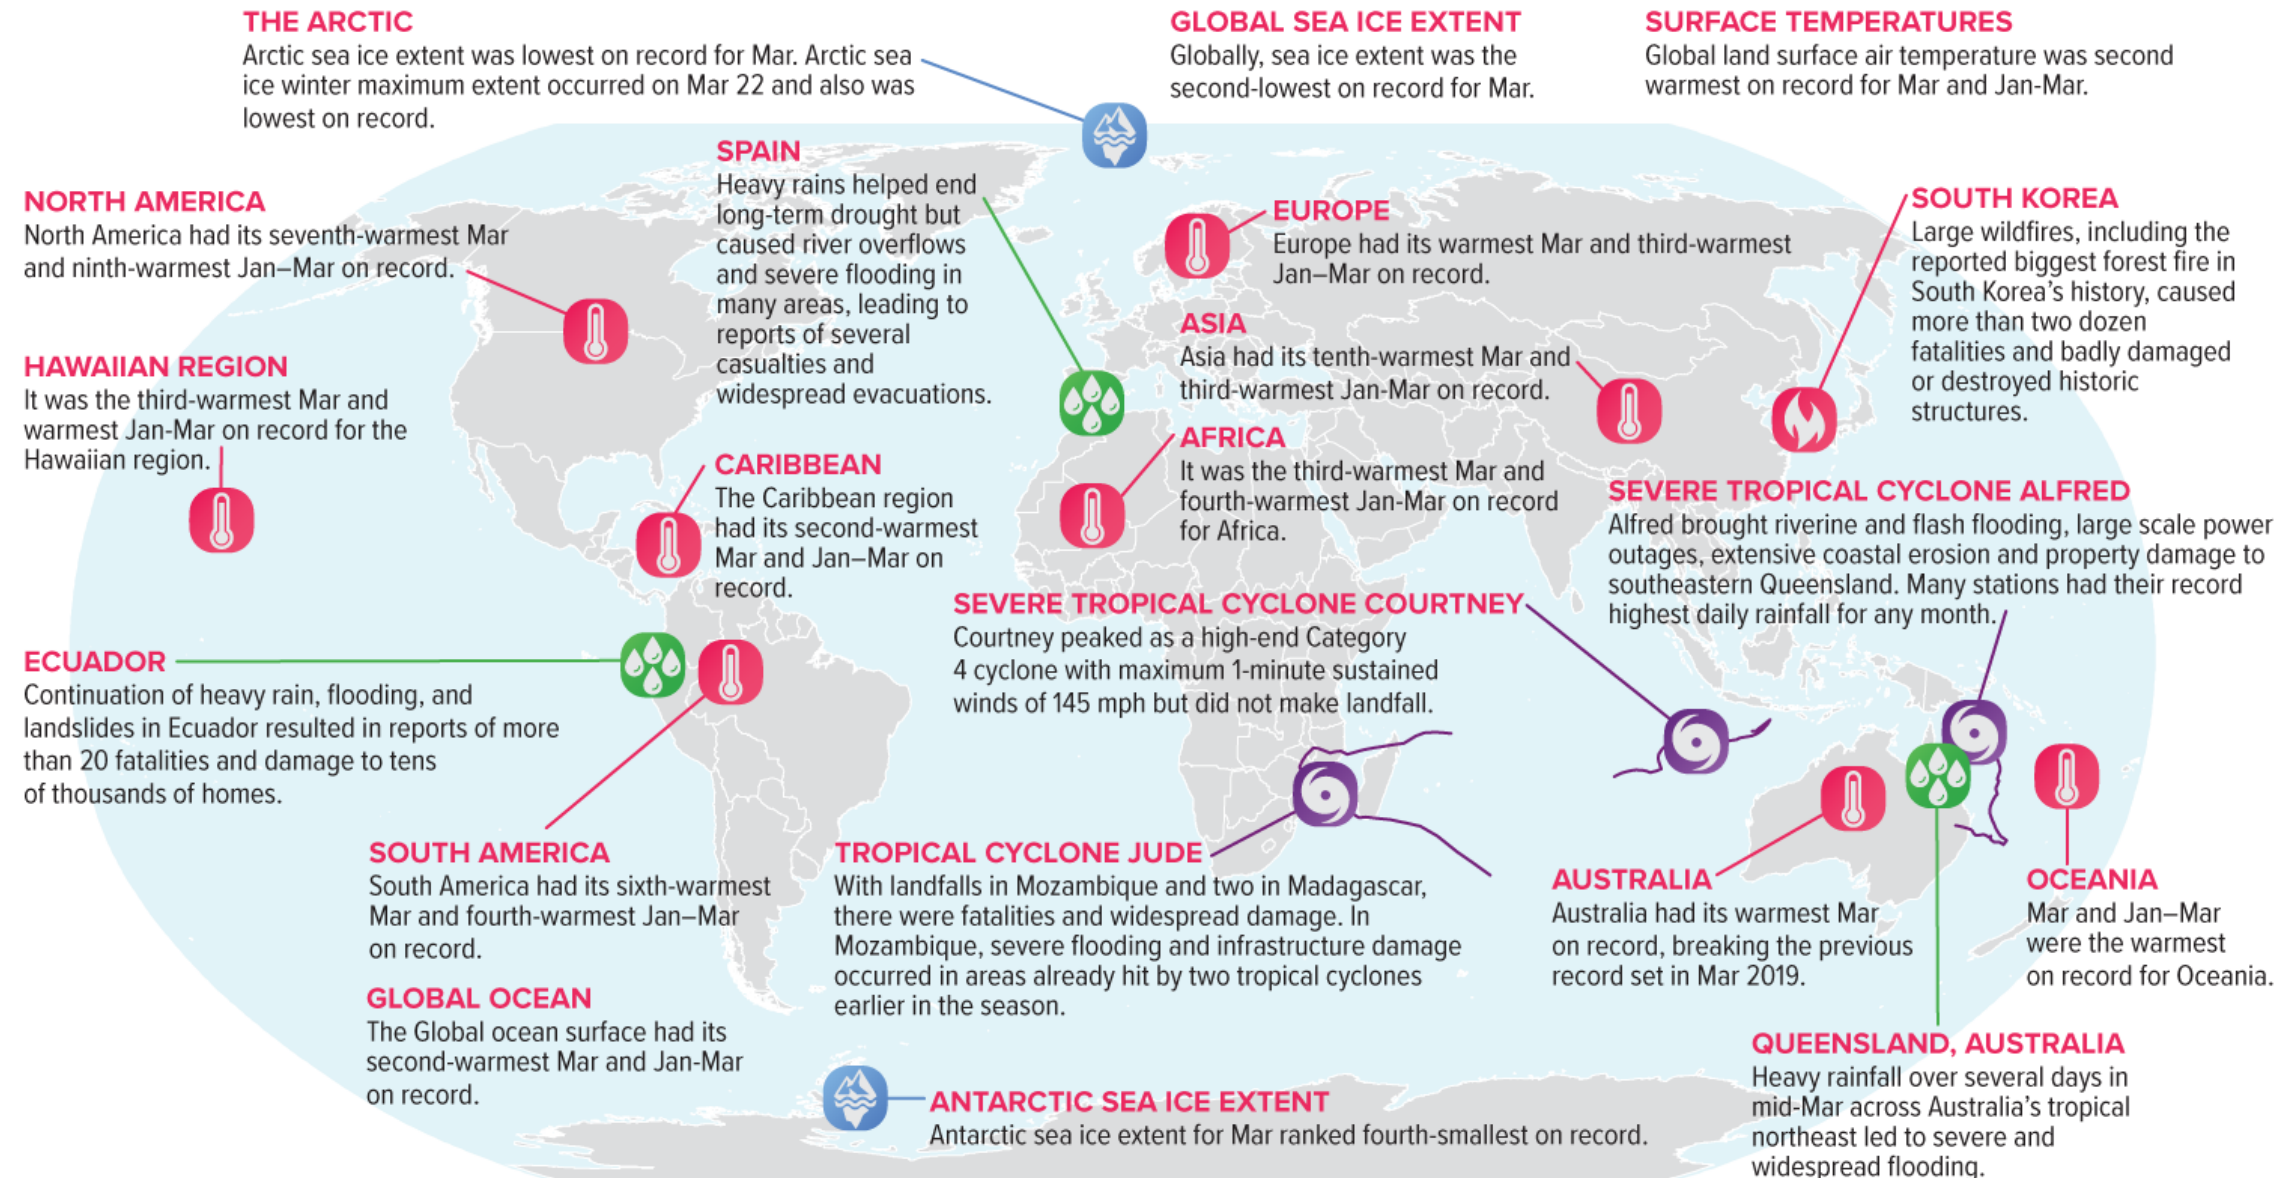 THE ARCTIC
Arctic sea ice extent was lowest on record for Mar. Arctic sea
ice winter maximum extent occurred on Mar 22 and also was
lowest on record.
GLOBAL SEA ICE EXTENT
Globally, sea ice extent was the
second-lowest on record for Mar.
SURFACE TEMPERATURES
Global land surface air temperature was second
warmest on record for Mar and Jan-Mar.
NORTH AMERICA
North America had its seventh-warmest Mar
and ninth-warmest Jan–Mar on record.
SPAIN
Heavy rains helped end
long-term drought but
caused river overflows
and severe flooding in
many areas, leading to
reports of several
casualties and
widespread evacuations.
EUROPE
Europe had its warmest Mar and third-warmest
Jan–Mar on record.
SOUTH KOREA
Large wildfires, including the
reported biggest forest fire in
South Korea's history, caused
more than two dozen
fatalities and badly damaged
or destroyed historic
structures.
HAWAIIAN REGION
It was the third-warmest Mar and
warmest Jan-Mar on record for the
Hawaiian region.
ASIA
Asia had its tenth-warmest Mar and
third-warmest Jan-Mar on record.
CARIBBEAN
The Caribbean region
had its second-warmest
Mar and Jan–Mar on
record.
AFRICA
It was the third-warmest Mar and
fourth-warmest Jan-Mar on record
for Africa.
SEVERE TROPICAL CYCLONE ALFRED
Alfred brought riverine and flash flooding, large scale power
outages, extensive coastal erosion and property damage to
southeastern Queensland. Many stations had their record
highest daily rainfall for any month.
SEVERE TROPICAL CYCLONE COURTNEY
Courtney peaked as a high-end Category
4 cyclone with maximum 1-minute sustained
winds of 145 mph but did not make landfall.
ECUADOR
Continuation of heavy rain, flooding, and
landslides in Ecuador resulted in reports of more
than 20 fatalities and damage to tens
of thousands of homes.
SOUTH AMERICA
South America had its sixth-warmest
Mar and fourth-warmest Jan–Mar
on record.
TROPICAL CYCLONE JUDE
With landfalls in Mozambique and two in Madagascar,
there were fatalities and widespread damage. In
Mozambique, severe flooding and infrastructure damage
occurred in areas already hit by two tropical cyclones
earlier in the season.
AUSTRALIA
Australia had its warmest Mar
on record, breaking the previous
record set in Mar 2019.
OCEANIA
Mar and Jan–Mar
were the warmest
on record for Oceania.
GLOBAL OCEAN
The Global ocean surface had its
second-warmest Mar and Jan-Mar
on record.
QUEENSLAND, AUSTRALIA
Heavy rainfall over several days in
mid-Mar across Australia's tropical
northeast led to severe and
widespread flooding.
ANTARCTIC SEA ICE EXTENT
Antarctic sea ice extent for Mar ranked fourth-smallest on record.